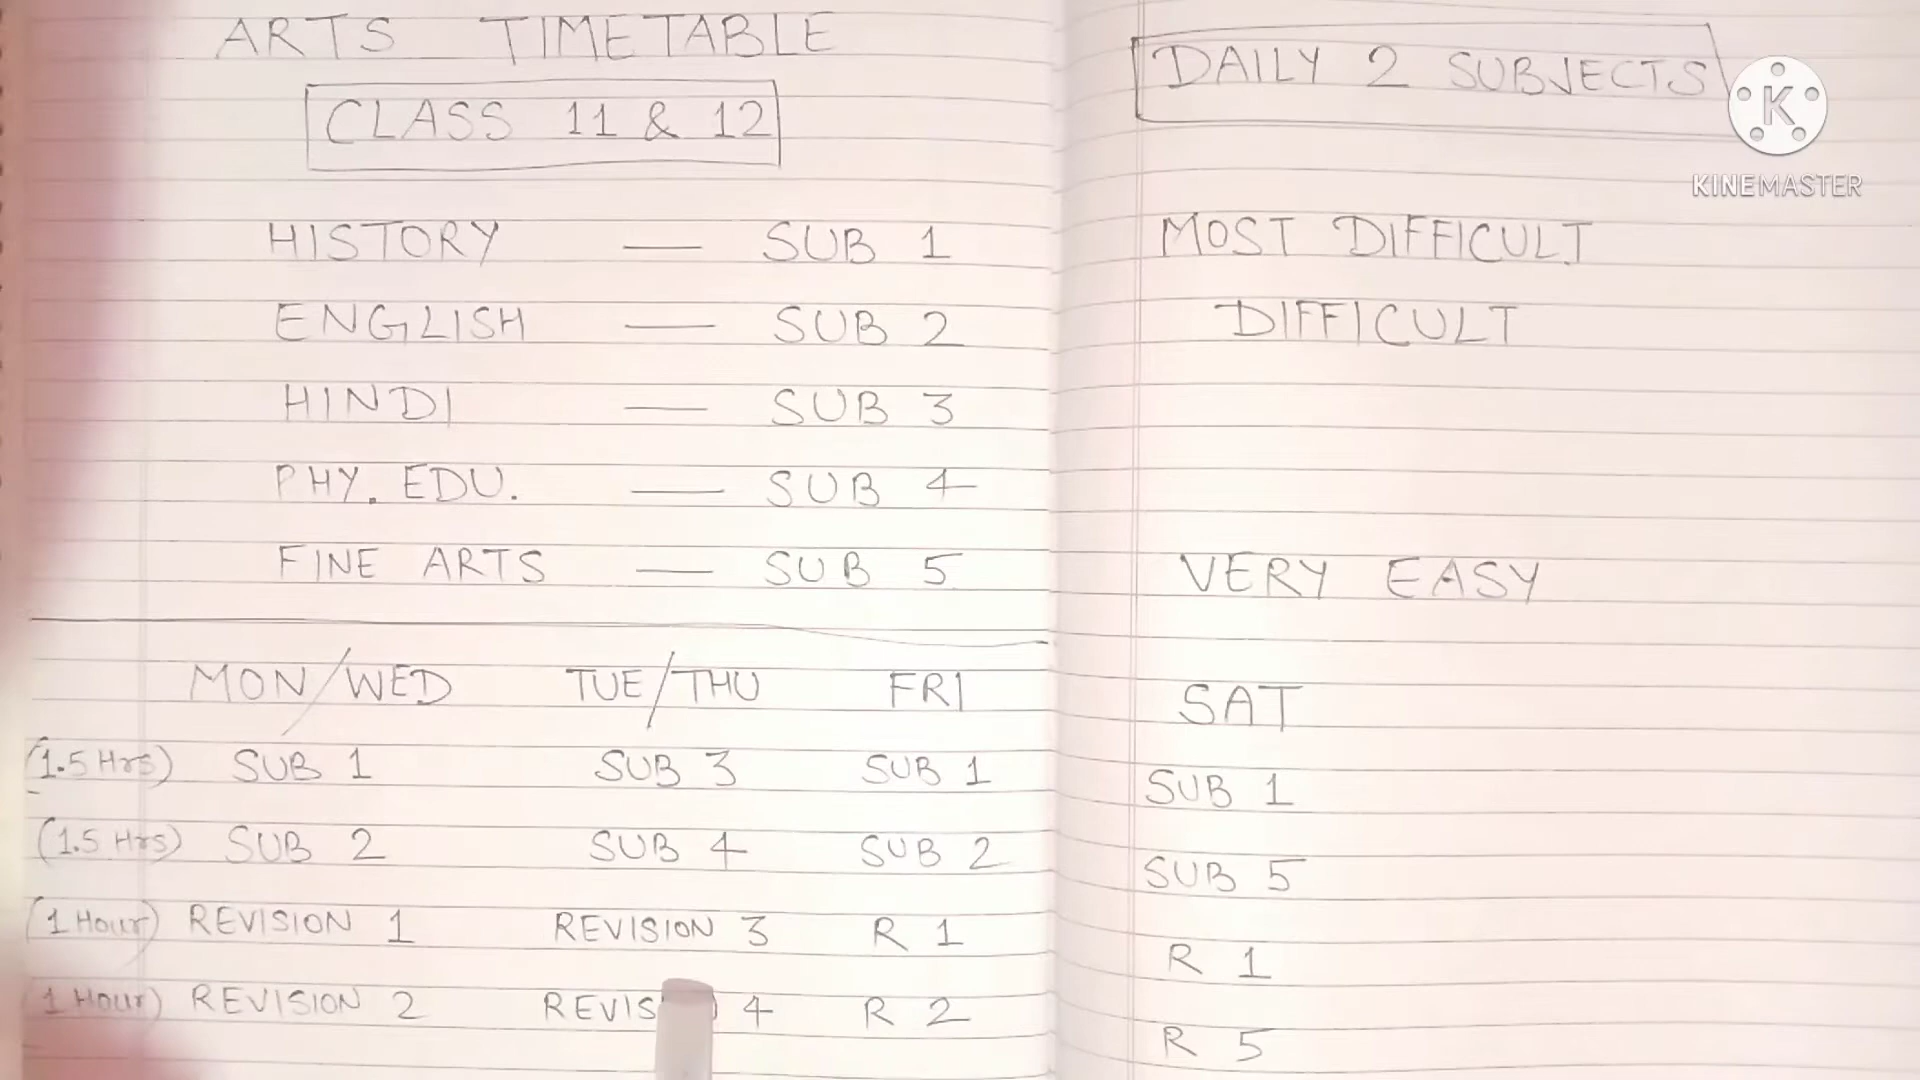 ARTS TIMETABLE
CLASS 11 & 12
HISTORY — SUB 1
ENGLISH — SUB 2
HINDI — SUB 3
PHY. EDU. — SUB 4
FINE ARTS — SUB 5
MON/WED TUE/THU FRI
(1.5 Hrs) SUB 1 SUB 3 SUB 1
(1.5 Hrs) SUB 2 SUB 4 SUB 2
(1 Hour) REVISION 1 REVISION 3 R 1
(1 Hour) REVISION 2 4 R 2
DAILY 2 SUBJECTS
K
KINEMASTER
MOST DIFFICULT
DIFFICULT
VERY EASY
SAT
SUB 1
SUB 5
R 1
R 5